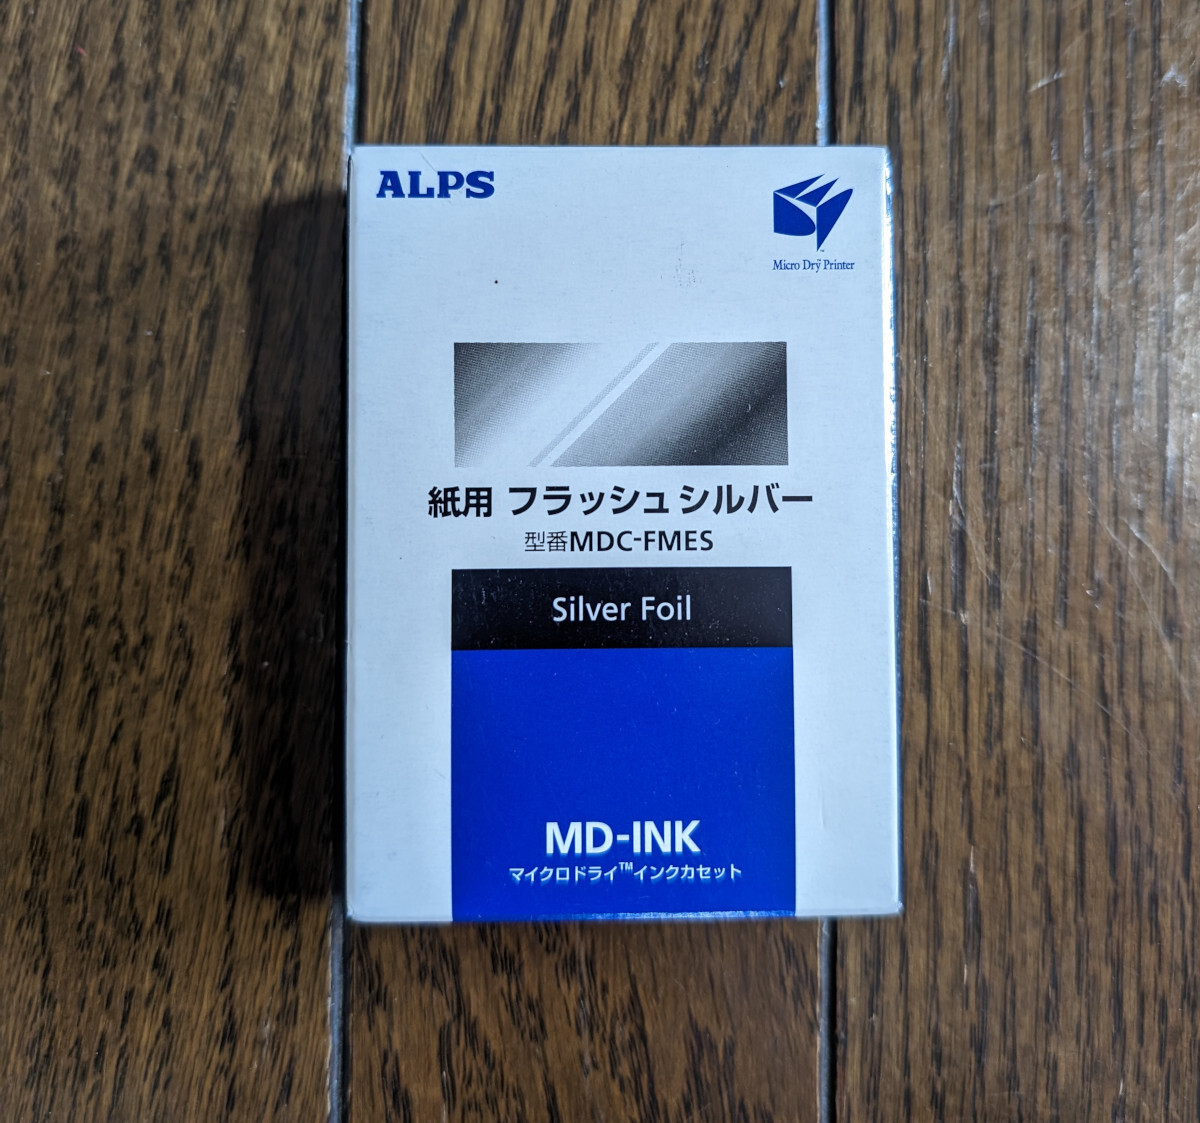 ALPS
Micro Dry™ Printer
紙用 フラッシュシルバー
型番MDC-FMES
Silver Foil
MD-INK
マイクロドライ™インクカセット